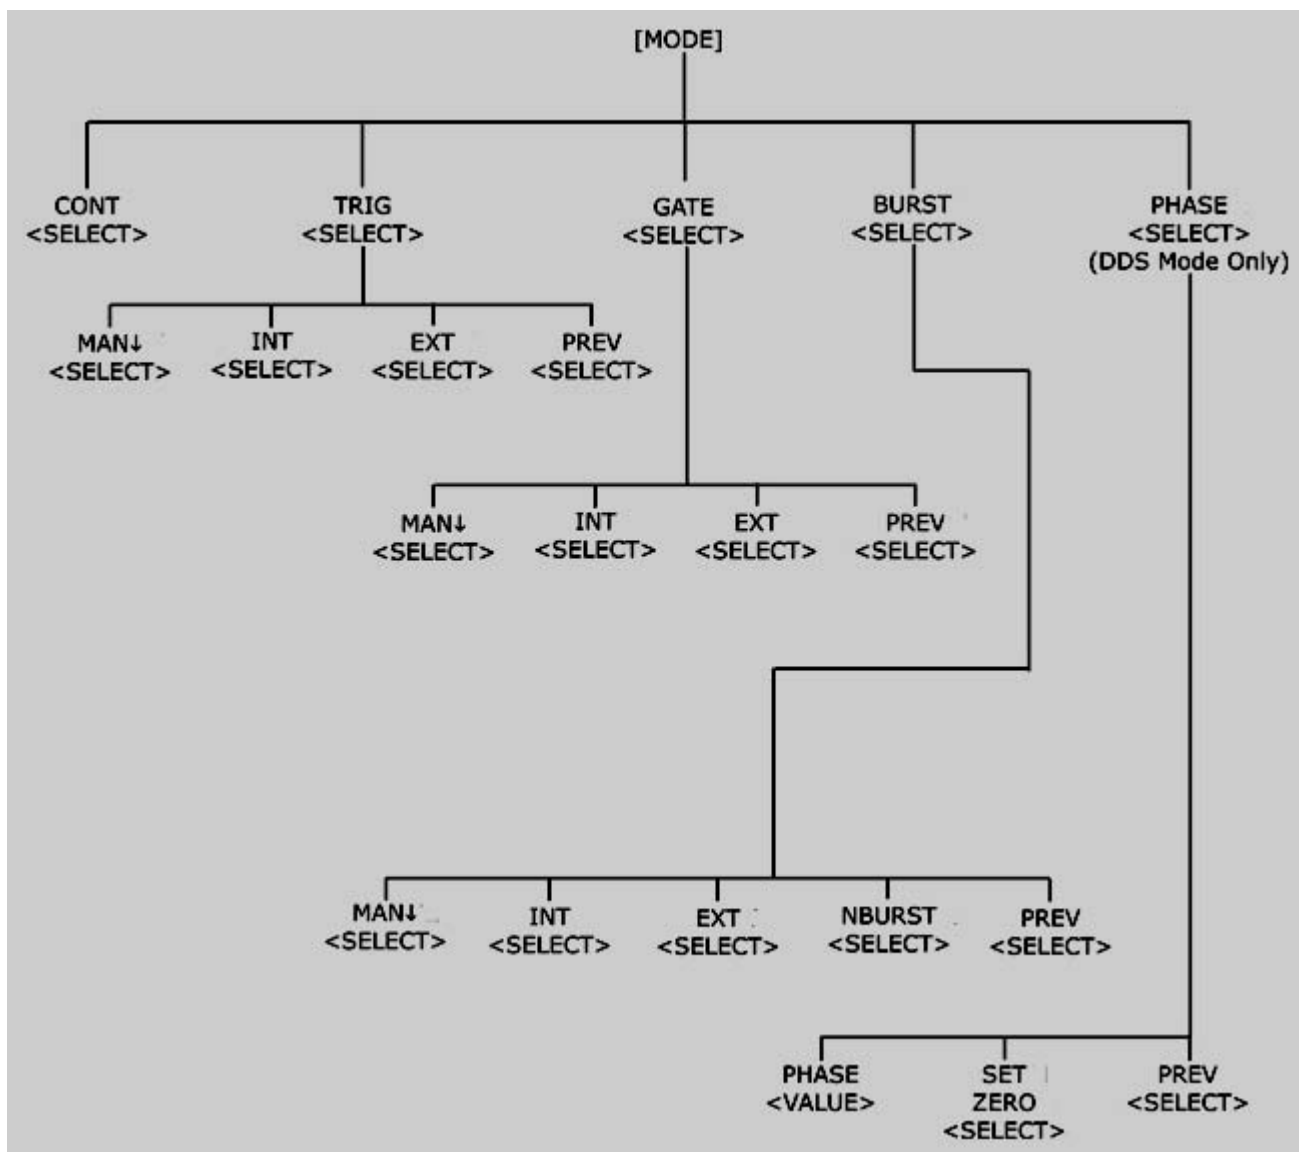 [MODE]
CONT TRIG GATE BURST PHASE
<SELECT> <SELECT> <SELECT> <SELECT> <SELECT>
(DDS Mode Only)
MAN↓ INT EXT PREV
<SELECT> <SELECT> <SELECT> <SELECT>
MAN↓ INT EXT PREV
<SELECT> <SELECT> <SELECT> <SELECT>
MAN↓ INT EXT NBURST PREV
<SELECT> <SELECT> <SELECT> <SELECT> <SELECT>
PHASE SET PREV
<VALUE> ZERO <SELECT>
<SELECT>